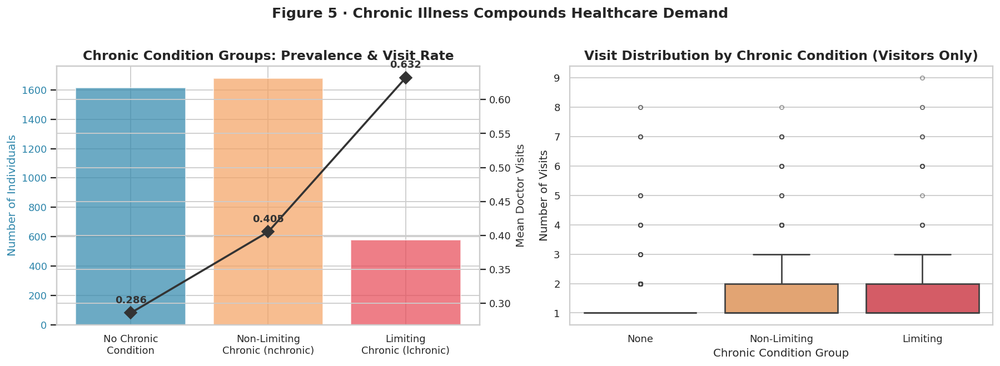 Figure 5 · Chronic Illness Compounds Healthcare Demand
Chronic Condition Groups: Prevalence & Visit Rate
Number of Individuals
1600
1400
1200
1000
800
600
400
200
0
0.286
0.405
0.632
0.60
0.55
0.50
0.45
0.40
0.35
0.30
Mean Doctor Visits
No Chronic
Condition
Non-Limiting
Chronic (nchronic)
Limiting
Chronic (lchronic)
Visit Distribution by Chronic Condition (Visitors Only)
Number of Visits
9
8
7
6
5
4
3
2
1
None
Non-Limiting
Limiting
Chronic Condition Group